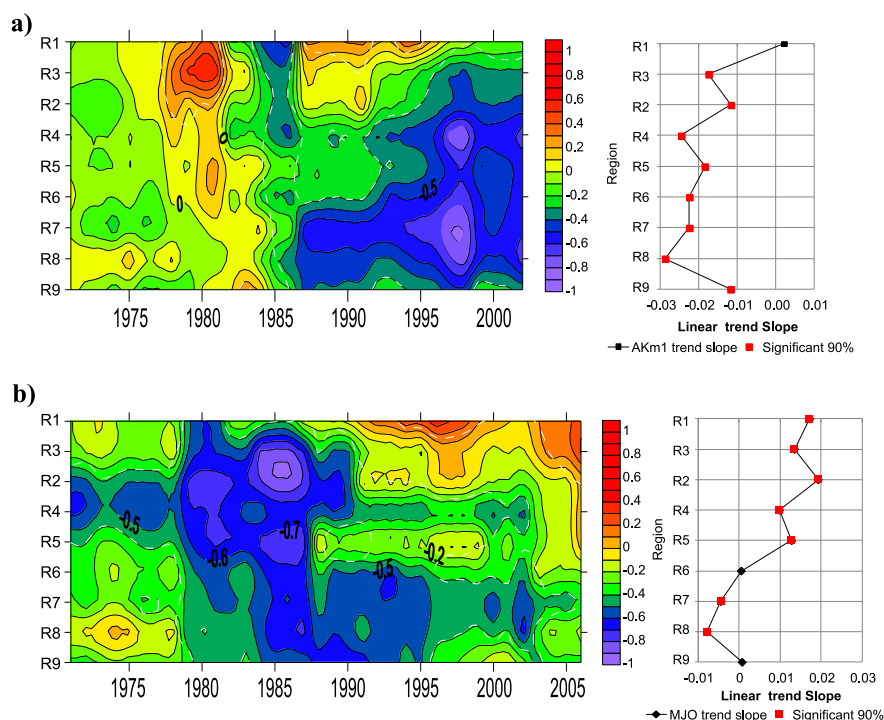 a)
R1
R3
R2
R4
R5
R6
R7
R8
R9
0
0
-0.5
1975
1980
1985
1990
1995
2000
1
0.8
0.6
0.4
0.2
0
-0.2
-0.4
-0.6
-0.8
-1
Region
R1
R3
R2
R4
R5
R6
R7
R8
R9
-0.03 -0.02 -0.01 0.00 0.01
Linear trend Slope
AKm1 trend slope Significant 90%
b)
R1
R3
R2
R4
R5
R6
R7
R8
R9
-0.5
-0.6
-0.7
-0.2
-0.5
1975
1980
1985
1990
1995
2000
2005
1
0.8
0.6
0.4
0.2
0
-0.2
-0.4
-0.6
-0.8
-1
Region
R1
R3
R2
R4
R5
R6
R7
R8
R9
-0.01 0 0.01 0.02 0.03
Linear trend Slope
MJO trend slope Significant 90%